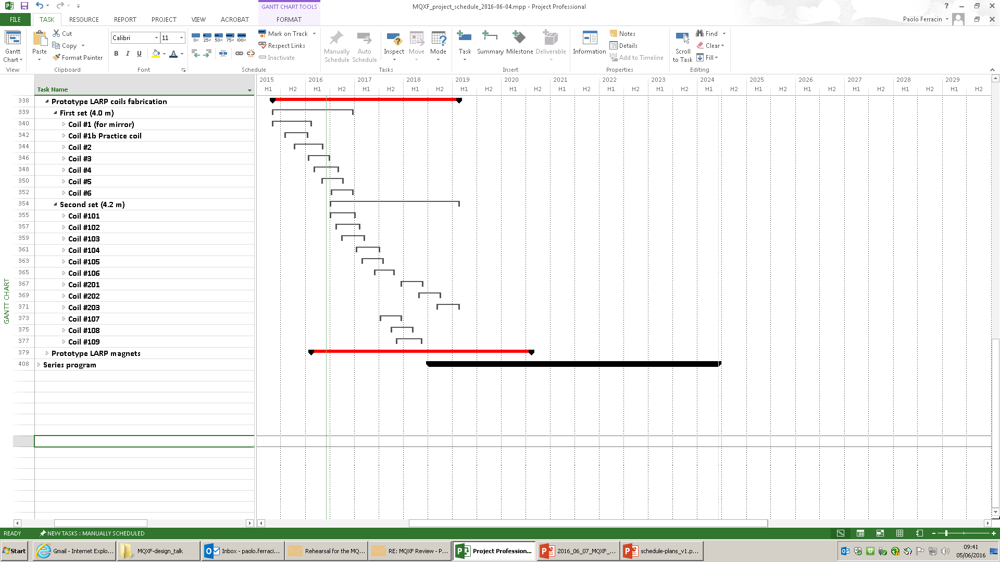 GANTT CHART TOOLS
MQXF_project_schedule_2016-06-04.mpp - Project Professional
FILE TASK RESOURCE REPORT PROJECT VIEW ACROBAT FORMAT
Paolo Ferracin
Gantt Chart
View
Paste
Cut
Copy
Format Painter
Clipboard
Calibri 11
B I U A
Font
0% 25% 50% 75% 100%
Mark on Track
Respect Links
Inactivate
Schedule
Manually Schedule
Auto Schedule
Inspect
Move
Mode
Tasks
Task
Summary
Milestone
Deliverable
Insert
Information
Notes
Details
Add to Timeline
Properties
Scroll to Task
Find
Clear
Fill
Editing
Task Name
2015 2016 2017 2018 2019 2020 2021 2022 2023 2024 2025 2026 2027 2028 2029
H1 H2 H1 H2 H1 H2 H1 H2 H1 H2 H1 H2 H1 H2 H1 H2 H1 H2 H1 H2 H1 H2 H1 H2 H1 H2 H1 H2 H1 H2
338 Prototype LARP coils fabrication
339 First set (4.0 m)
340 Coil #1 (for mirror)
342 Coil #1b Practice coil
344 Coil #2
346 Coil #3
348 Coil #4
350 Coil #5
352 Coil #6
354 Second set (4.2 m)
355 Coil #101
357 Coil #102
359 Coil #103
361 Coil #104
363 Coil #105
365 Coil #106
367 Coil #201
369 Coil #202
371 Coil #203
373 Coil #107
375 Coil #108
377 Coil #109
379 Prototype LARP magnets
408 Series program
GANTT CHART
READY NEW TASKS : MANUALLY SCHEDULED
Start
Gmail - Internet Explo...
MQXF-design_talk
Inbox - paolo.ferraci...
Rehearsal for the MQ...
RE: MQXF Review - P...
Project Profession...
2016_06_07_MQXF_...
schedule-plans_v1.p...
09:41
05/06/2016